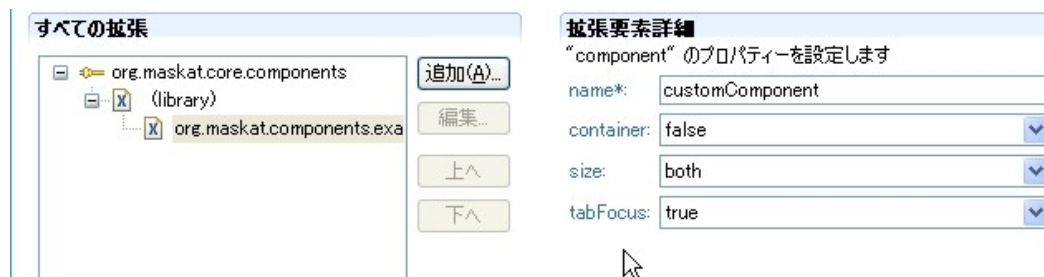 すべての拡張
org.maskat.core.components
(library)
org.maskat.components.exa
追加(A)...
編集...
上へ
下へ
拡張要素詳細
"component" のプロパティーを設定します
name*: customComponent
container: false
size: both
tabFocus: true